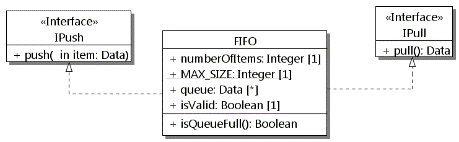 «Interface»
IPush
+ push( in item: Data)
FIFO
+ numberOfItems: Integer [1]
+ MAX_SIZE: Integer [1]
+ queue: Data [*]
+ isValid: Boolean [1]
+ isQueueFull(): Boolean
«Interface»
IPull
+ pull(): Data